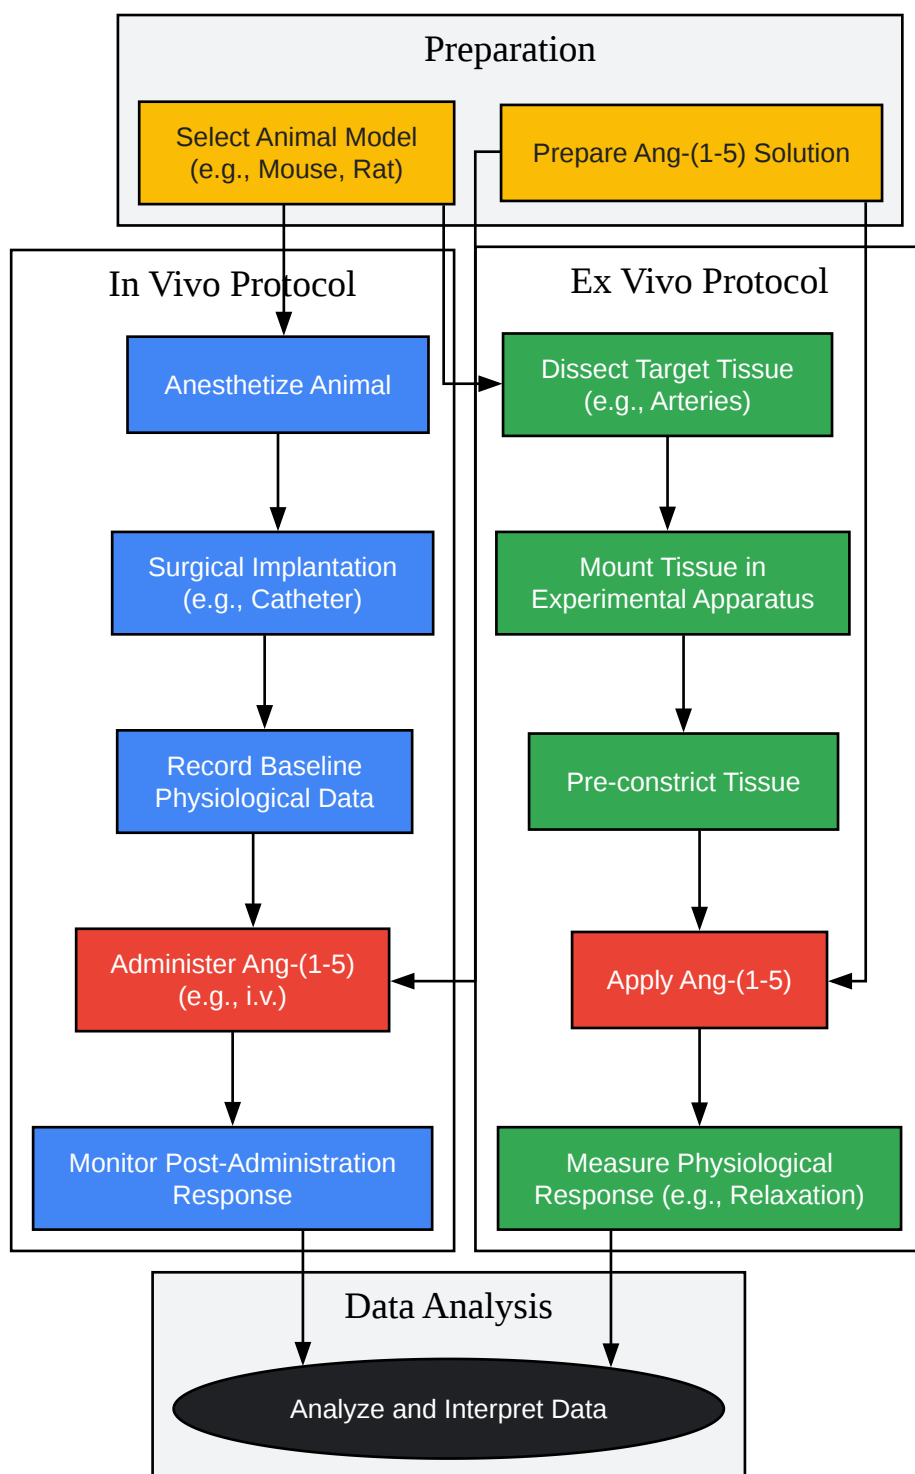 Preparation
Select Animal Model
(e.g., Mouse, Rat)
Prepare Ang-(1-5) Solution
In Vivo Protocol
Anesthetize Animal
Surgical Implantation
(e.g., Catheter)
Record Baseline
Physiological Data
Administer Ang-(1-5)
(e.g., i.v.)
Monitor Post-Administration
Response
Ex Vivo Protocol
Dissect Target Tissue
(e.g., Arteries)
Mount Tissue in
Experimental Apparatus
Pre-constrict Tissue
Apply Ang-(1-5)
Measure Physiological
Response (e.g., Relaxation)
Data Analysis
Analyze and Interpret Data